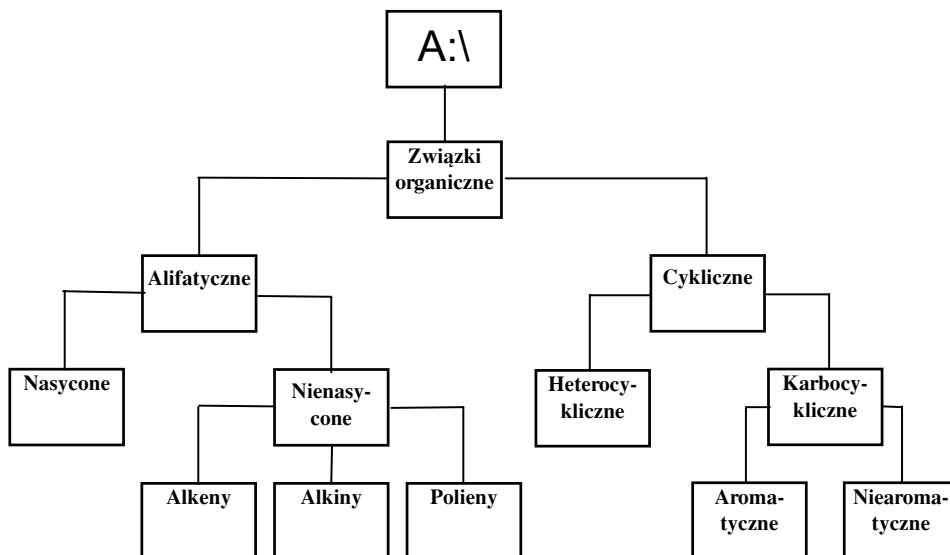 A:\
Związki
organiczne
Alifatyczne
Cykliczne
Nasycone
Nienasy-
cone
Heterocy-
kliczne
Karbocy-
kliczne
Alkeny
Alkiny
Polieny
Aroma-
tyczne
Niearoma-
tyczne